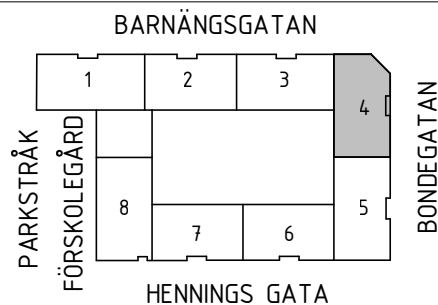 BARNÄNGSGATAN
1 2 3
4
PARKSTRÅK
FÖRSKOLEGÅRD
BONDEGATAN
8 7 6 5
HENNINGS GATA